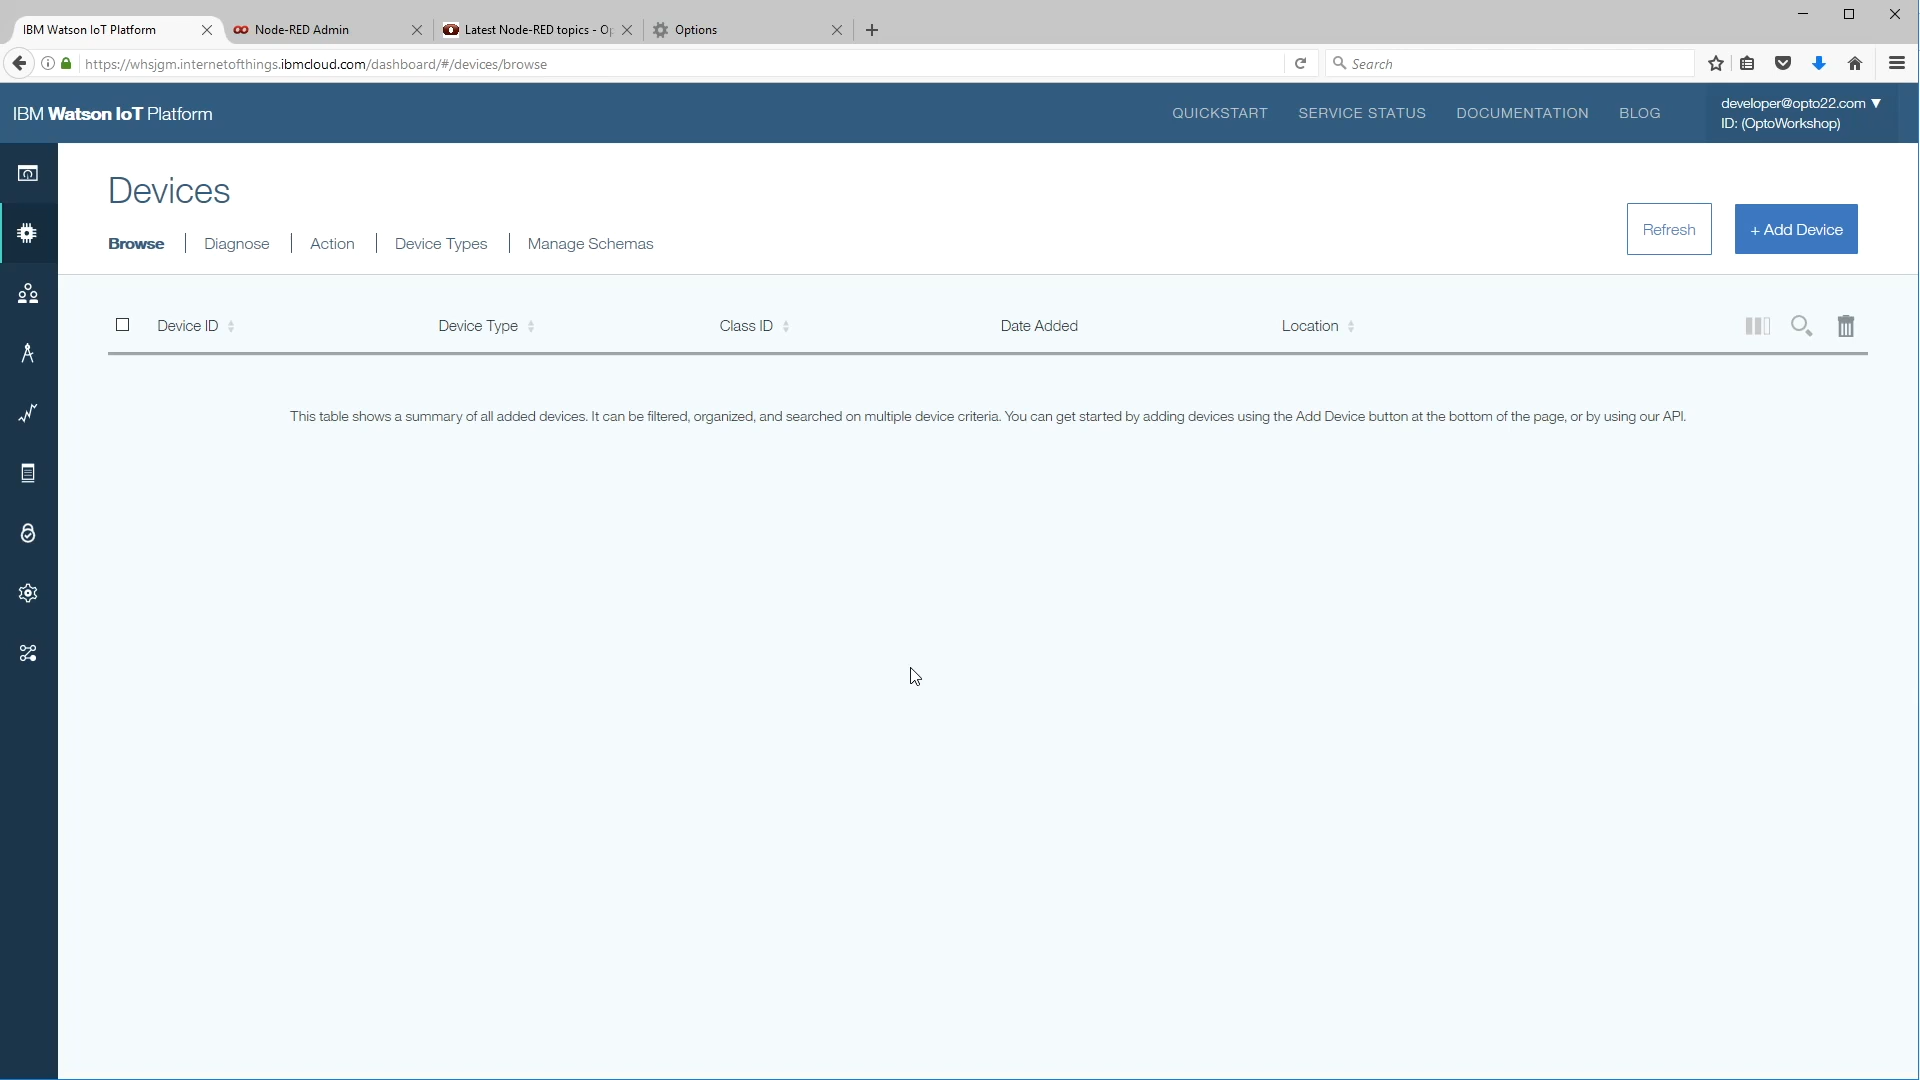 IBM Watson IoT Platform
Node-RED Admin
Latest Node-RED topics - Op
Options
https://whsjgm.internetofthings.ibmcloud.com/dashboard/#/devices/browse
Search
IBM Watson IoT Platform
QUICKSTART
SERVICE STATUS
DOCUMENTATION
BLOG
developer@opto22.com ▼
ID: (OptoWorkshop)
Devices
Browse
Diagnose
Action
Device Types
Manage Schemas
Refresh
+ Add Device
Device ID
Device Type
Class ID
Date Added
Location
This table shows a summary of all added devices. It can be filtered, organized, and searched on multiple device criteria. You can get started by adding devices using the Add Device button at the bottom of the page, or by using our API.